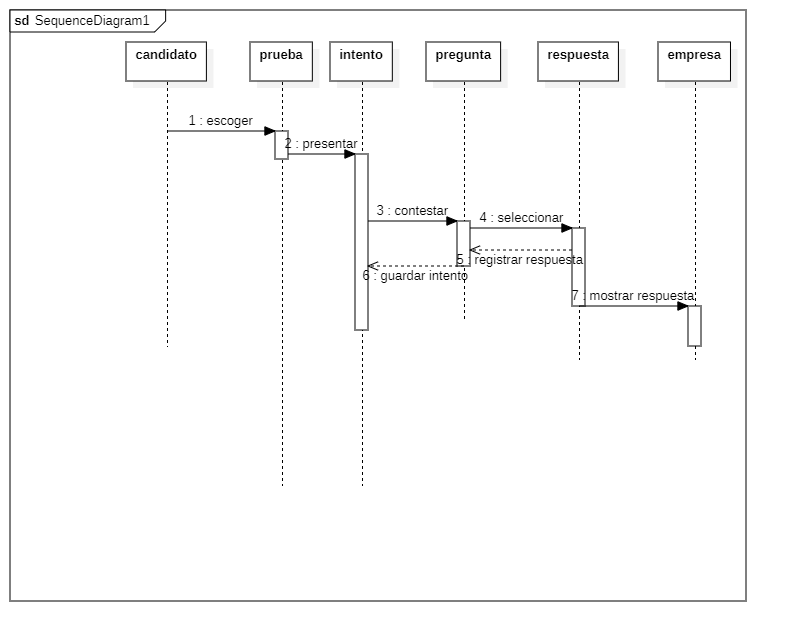 sd SequenceDiagram1
candidato
prueba
intento
pregunta
respuesta
empresa
1 : escoger
2 : presentar
3 : contestar
4 : seleccionar
5 : registrar respuesta
6 : guardar intento
7 : mostrar respuesta